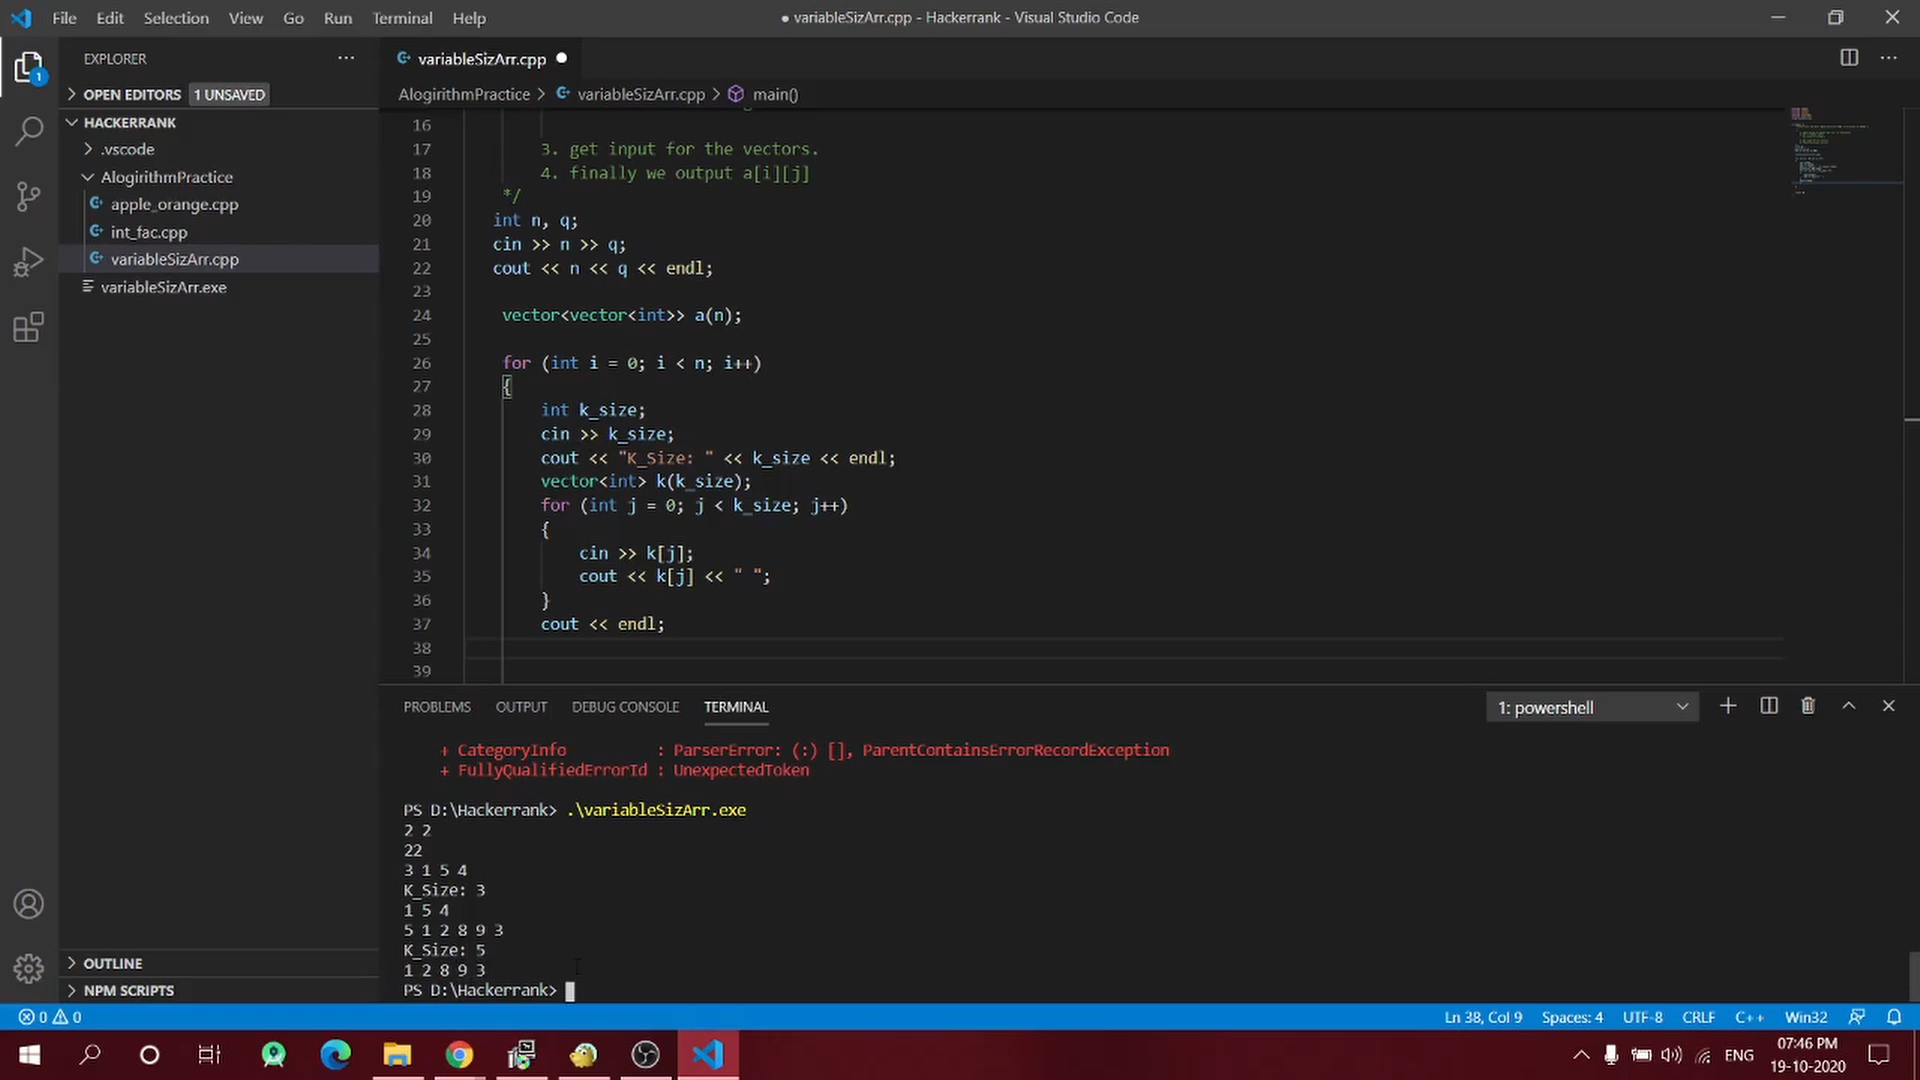 File Edit Selection View Go Run Terminal Help
● variableSizArr.cpp - Hackerrank - Visual Studio Code
EXPLORER
OPEN EDITORS 1 UNSAVED
HACKERRANK
.vscode
AlogirithmPractice
apple_orange.cpp
int_fac.cpp
variableSizArr.cpp
variableSizArr.exe
OUTLINE
NPM SCRIPTS
1
variableSizArr.cpp
AlogirithmPractice > variableSizArr.cpp > main()
16
17 3. get input for the vectors.
18 4. finally we output a[i][j]
19 */
20 int n, q;
21 cin >> n >> q;
22 cout << n << q << endl;
23
24 vector<vector<int>> a(n);
25
26 for (int i = 0; i < n; i++)
27 {
28 int k_size;
29 cin >> k_size;
30 cout << "K_Size: " << k_size << endl;
31 vector<int> k(k_size);
32 for (int j = 0; j < k_size; j++)
33 {
34 cin >> k[j];
35 cout << k[j] << " ";
36 }
37 cout << endl;
38
39
PROBLEMS OUTPUT DEBUG CONSOLE TERMINAL
1: powershell
+ CategoryInfo : ParserError: (:) [], ParentContainsErrorRecordException
+ FullyQualifiedErrorId : UnexpectedToken
PS D:\Hackerrank> .\variableSizArr.exe
2 2
22
3 1 5 4
K_Size: 3
1 5 4
5 1 2 8 9 3
K_Size: 5
1 2 8 9 3
PS D:\Hackerrank>
0 0
Ln 38, Col 9 Spaces: 4 UTF-8 CRLF C++ Win32
ENG
07:46 PM
19-10-2020